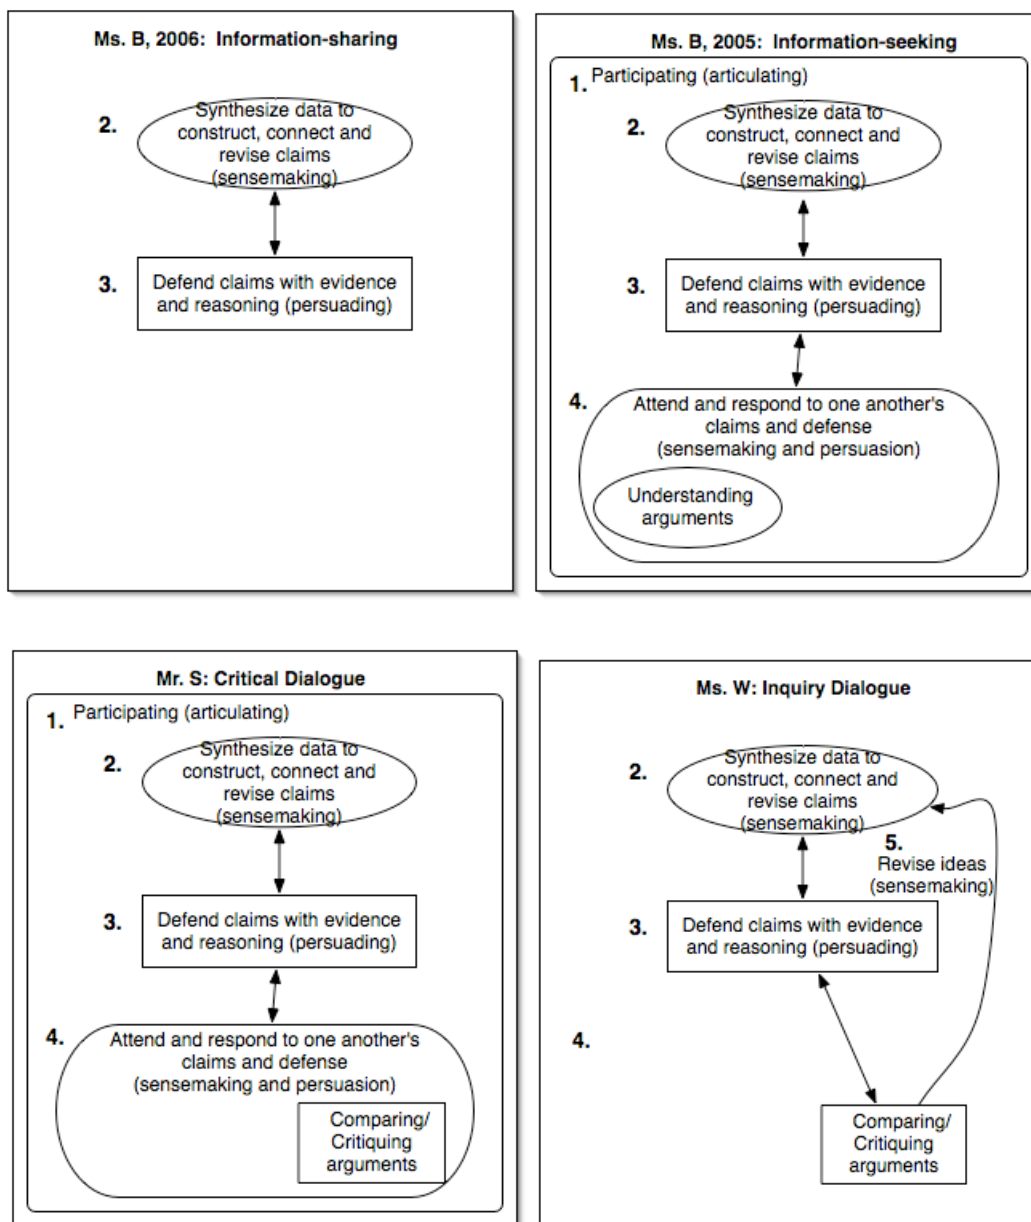 Ms. B, 2006: Information-sharing
2.
Synthesize data to
construct, connect and
revise claims
(sensemaking)
3.
Defend claims with evidence
and reasoning (persuading)
Ms. B, 2005: Information-seeking
1. Participating (articulating)
2.
Synthesize data to
construct, connect and
revise claims
(sensemaking)
3.
Defend claims with evidence
and reasoning (persuading)
4.
Attend and respond to one another's
claims and defense
(sensemaking and persuasion)
Understanding
arguments
Mr. S: Critical Dialogue
1. Participating (articulating)
2.
Synthesize data to
construct, connect and
revise claims
(sensemaking)
3.
Defend claims with evidence
and reasoning (persuading)
4.
Attend and respond to one another's
claims and defense
(sensemaking and persuasion)
Comparing/
Critiquing
arguments
Ms. W: Inquiry Dialogue
2.
Synthesize data to
construct, connect and
revise claims
(sensemaking)
5.
Revise ideas
(sensemaking)
3.
Defend claims with evidence
and reasoning (persuading)
4.
Comparing/
Critiquing
arguments